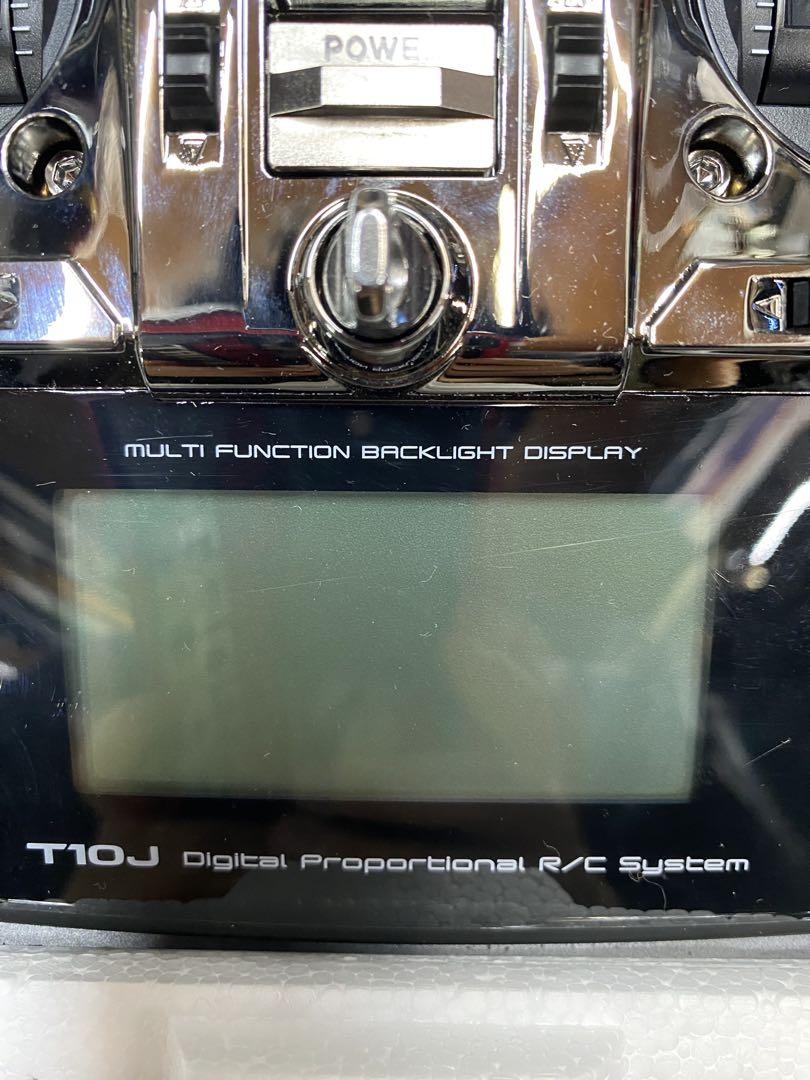 POWE
MULTI FUNCTION BACKLIGHT DISPLAY
T10J Digital Proportional R/C System